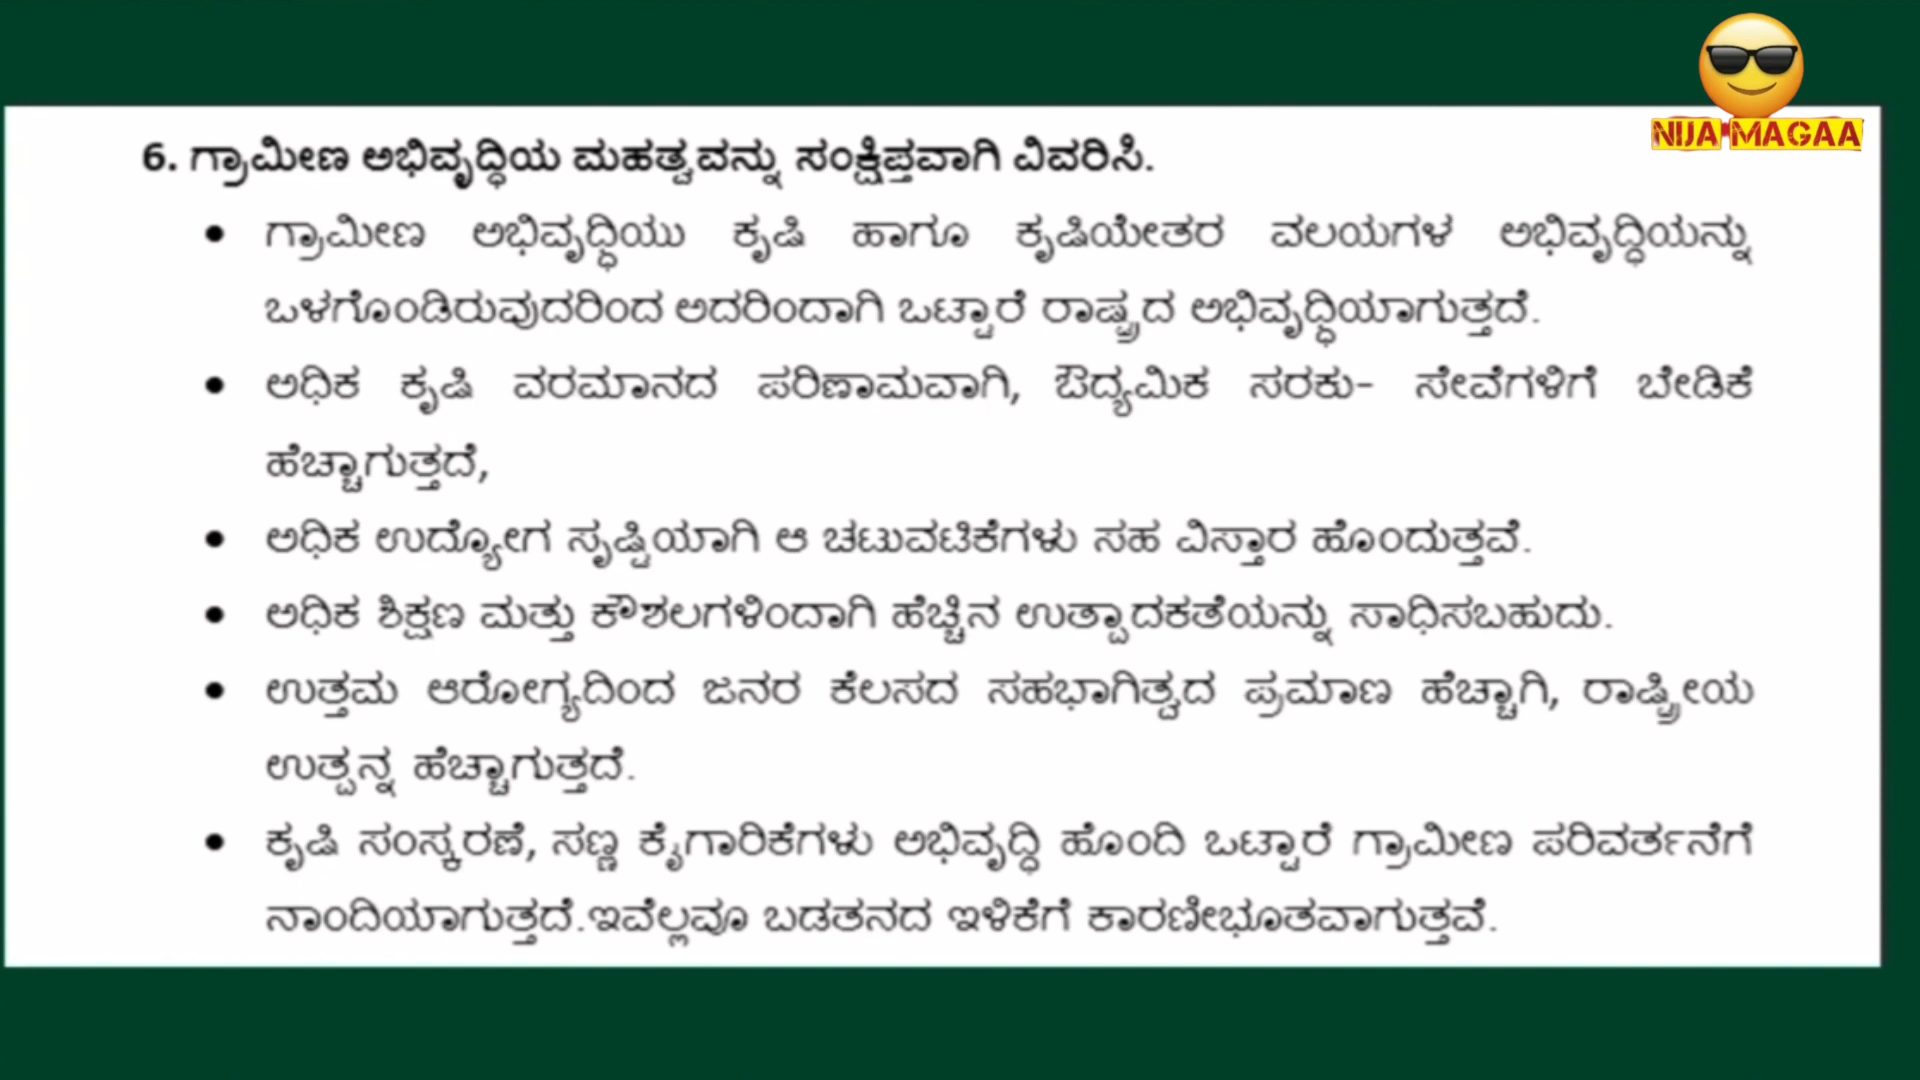 NIJA MAGAA
6. ಗ್ರಾಮೀಣ ಅಭಿವೃದ್ಧಿಯ ಮಹತ್ವವನ್ನು ಸಂಕ್ಷಿಪ್ತವಾಗಿ ವಿವರಿಸಿ.
• ಗ್ರಾಮೀಣ ಅಭಿವೃದ್ಧಿಯು ಕೃಷಿ ಹಾಗೂ ಕೃಷಿಯೇತರ ವಲಯಗಳ ಅಭಿವೃದ್ಧಿಯನ್ನು
ಒಳಗೊಂಡಿರುವುದರಿಂದ ಅದರಿಂದಾಗಿ ಒಟ್ಟಾರೆ ರಾಷ್ಟ್ರದ ಅಭಿವೃದ್ಧಿಯಾಗುತ್ತದೆ.
• ಅಧಿಕ ಕೃಷಿ ವರಮಾನದ ಪರಿಣಾಮವಾಗಿ, ಔದ್ಯಮಿಕ ಸರಕು- ಸೇವೆಗಳಿಗೆ ಬೇಡಿಕೆ
ಹೆಚ್ಚಾಗುತ್ತದೆ,
• ಅಧಿಕ ಉದ್ಯೋಗ ಸೃಷ್ಟಿಯಾಗಿ ಆ ಚಟುವಟಿಕೆಗಳು ಸಹ ವಿಸ್ತಾರ ಹೊಂದುತ್ತವೆ.
• ಅಧಿಕ ಶಿಕ್ಷಣ ಮತ್ತು ಕೌಶಲಗಳಿಂದಾಗಿ ಹೆಚ್ಚಿನ ಉತ್ಪಾದಕತೆಯನ್ನು ಸಾಧಿಸಬಹುದು.
• ಉತ್ತಮ ಆರೋಗ್ಯದಿಂದ ಜನರ ಕೆಲಸದ ಸಹಭಾಗಿತ್ವದ ಪ್ರಮಾಣ ಹೆಚ್ಚಾಗಿ, ರಾಷ್ಟ್ರೀಯ
ಉತ್ಪನ್ನ ಹೆಚ್ಚಾಗುತ್ತದೆ.
• ಕೃಷಿ ಸಂಸ್ಕರಣೆ, ಸಣ್ಣ ಕೈಗಾರಿಕೆಗಳು ಅಭಿವೃದ್ಧಿ ಹೊಂದಿ ಒಟ್ಟಾರೆ ಗ್ರಾಮೀಣ ಪರಿವರ್ತನೆಗೆ
ನಾಂದಿಯಾಗುತ್ತದೆ.ಇವೆಲ್ಲವೂ ಬಡತನದ ಇಳಿಕೆಗೆ ಕಾರಣೀಭೂತವಾಗುತ್ತವೆ.